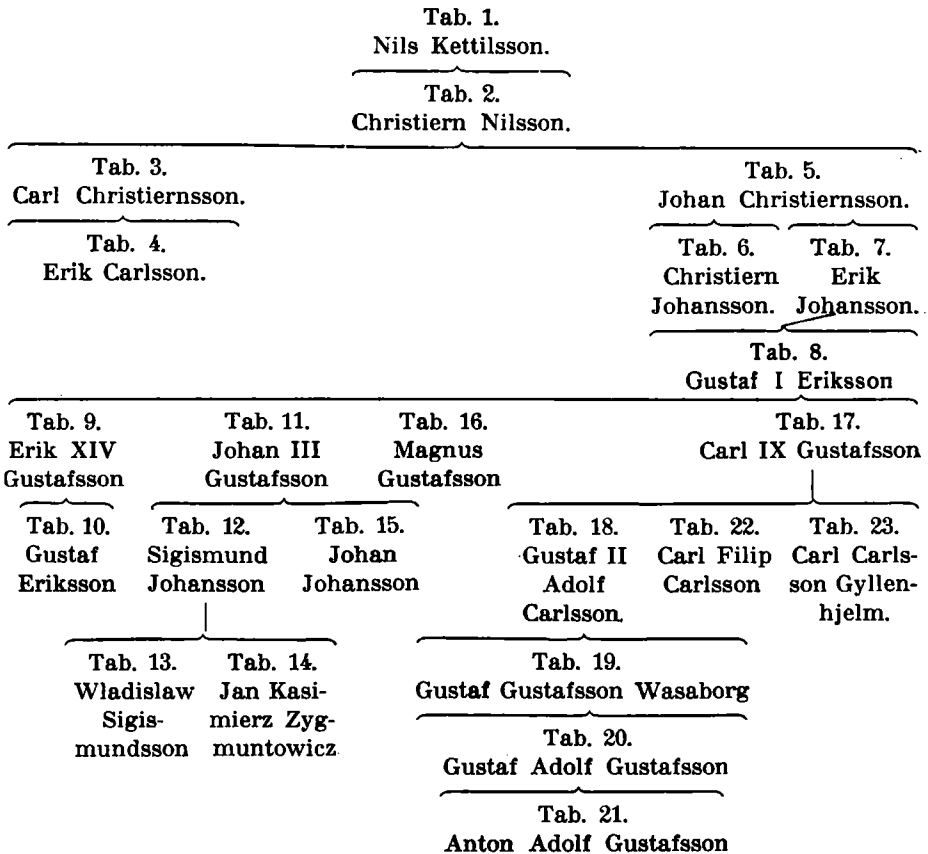 Tab. 1.
Nils Kettilsson.
Tab. 2.
Christiern Nilsson.
Tab. 3.
Carl Christiernsson.
Tab. 5.
Johan Christiernsson.
Tab. 4.
Erik Carlsson.
Tab. 6.
Christiern
Johansson.
Tab. 7.
Erik
Johansson.
Tab. 8.
Gustaf I Eriksson
Tab. 9.
Erik XIV
Gustafsson
Tab. 11.
Johan III
Gustafsson
Tab. 16.
Magnus
Gustafsson
Tab. 17.
Carl IX Gustafsson
Tab. 10.
Gustaf
Eriksson
Tab. 12.
Sigismund
Johansson
Tab. 15.
Johan
Johansson
Tab. 18.
Gustaf II
Adolf
Carlsson.
Tab. 22.
Carl Filip
Carlsson
Tab. 23.
Carl Carls-
son Gyllen-
hjelm.
Tab. 13.
Wladislaw
Sigis-
mundsson
Tab. 14.
Jan Kasi-
mierz Zyg-
muntowicz
Tab. 19.
Gustaf Gustafsson Wasaborg
Tab. 20.
Gustaf Adolf Gustafsson
Tab. 21.
Anton Adolf Gustafsson